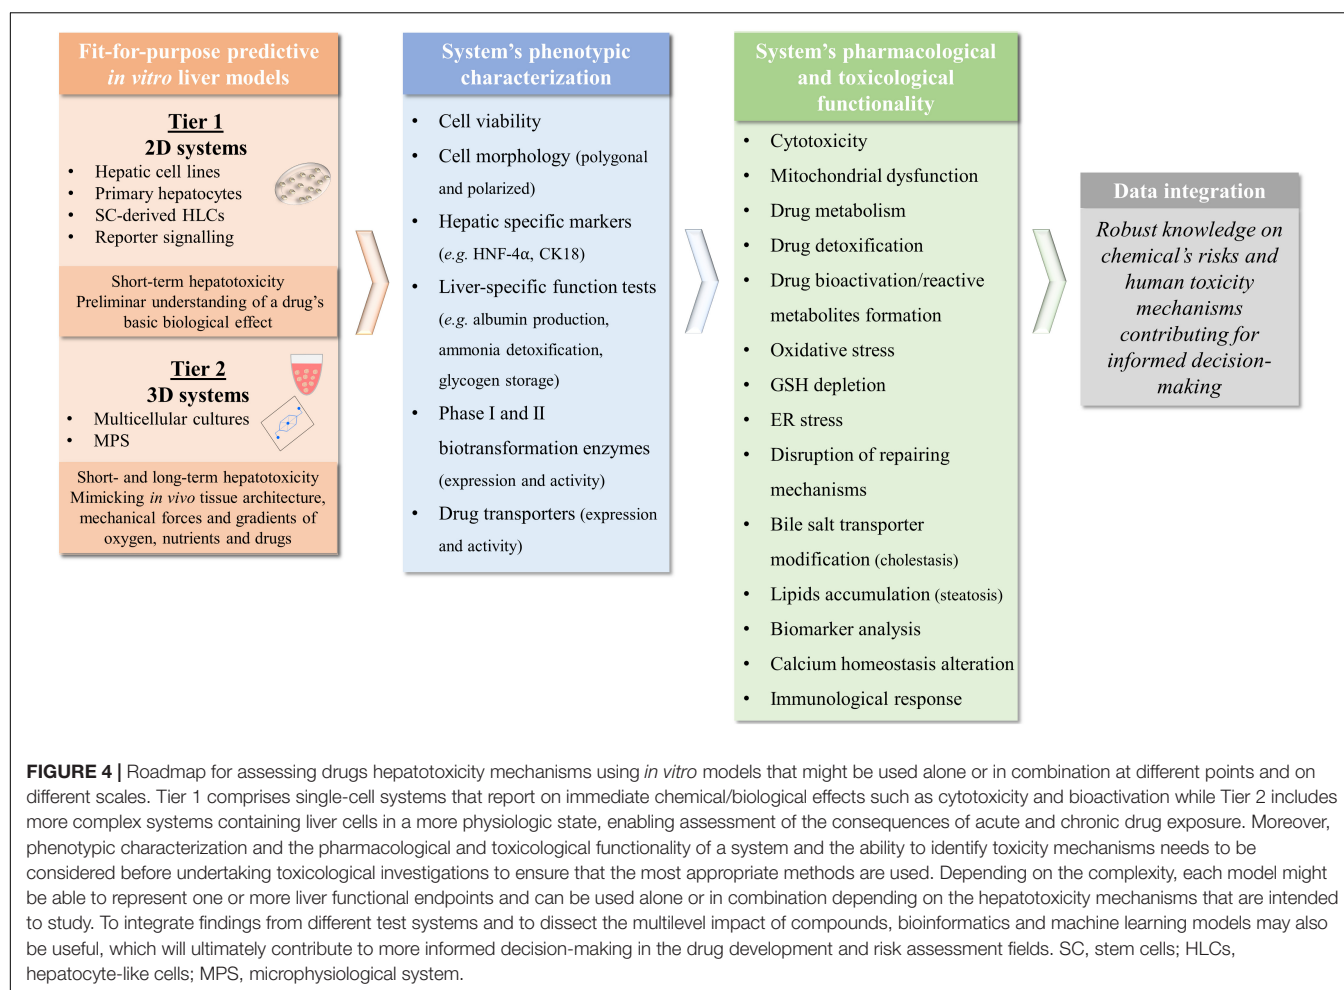 Fit-for-purpose predictive
in vitro liver models
Tier 1
2D systems
• Hepatic cell lines
• Primary hepatocytes
• SC-derived HLCs
• Reporter signalling
Short-term hepatotoxicity
Preliminar understanding of a drug's
basic biological effect
Tier 2
3D systems
• Multicellular cultures
• MPS
Short- and long-term hepatotoxicity
Mimicking in vivo tissue architecture,
mechanical forces and gradients of
oxygen, nutrients and drugs
System's phenotypic
characterization
• Cell viability
• Cell morphology (polygonal
and polarized)
• Hepatic specific markers
(e.g. HNF-4α, CK18)
• Liver-specific function tests
(e.g. albumin production,
ammonia detoxification,
glycogen storage)
• Phase I and II
biotransformation enzymes
(expression and activity)
• Drug transporters (expression
and activity)
System's pharmacological
and toxicological
functionality
• Cytotoxicity
• Mitochondrial dysfunction
• Drug metabolism
• Drug detoxification
• Drug bioactivation/reactive
metabolites formation
• Oxidative stress
• GSH depletion
• ER stress
• Disruption of repairing
mechanisms
• Bile salt transporter
modification (cholestasis)
• Lipids accumulation (steatosis)
• Biomarker analysis
• Calcium homeostasis alteration
• Immunological response
Data integration
Robust knowledge on
chemical's risks and
human toxicity
mechanisms
contributing for
informed decision-
making
FIGURE 4 | Roadmap for assessing drugs hepatotoxicity mechanisms using in vitro models that might be used alone or in combination at different points and on
different scales. Tier 1 comprises single-cell systems that report on immediate chemical/biological effects such as cytotoxicity and bioactivation while Tier 2 includes
more complex systems containing liver cells in a more physiologic state, enabling assessment of the consequences of acute and chronic drug exposure. Moreover,
phenotypic characterization and the pharmacological and toxicological functionality of a system and the ability to identify toxicity mechanisms needs to be
considered before undertaking toxicological investigations to ensure that the most appropriate methods are used. Depending on the complexity, each model might
be able to represent one or more liver functional endpoints and can be used alone or in combination depending on the hepatotoxicity mechanisms that are intended
to study. To integrate findings from different test systems and to dissect the multilevel impact of compounds, bioinformatics and machine learning models may also
be useful, which will ultimately contribute to more informed decision-making in the drug development and risk assessment fields. SC, stem cells; HLCs,
hepatocyte-like cells; MPS, microphysiological system.